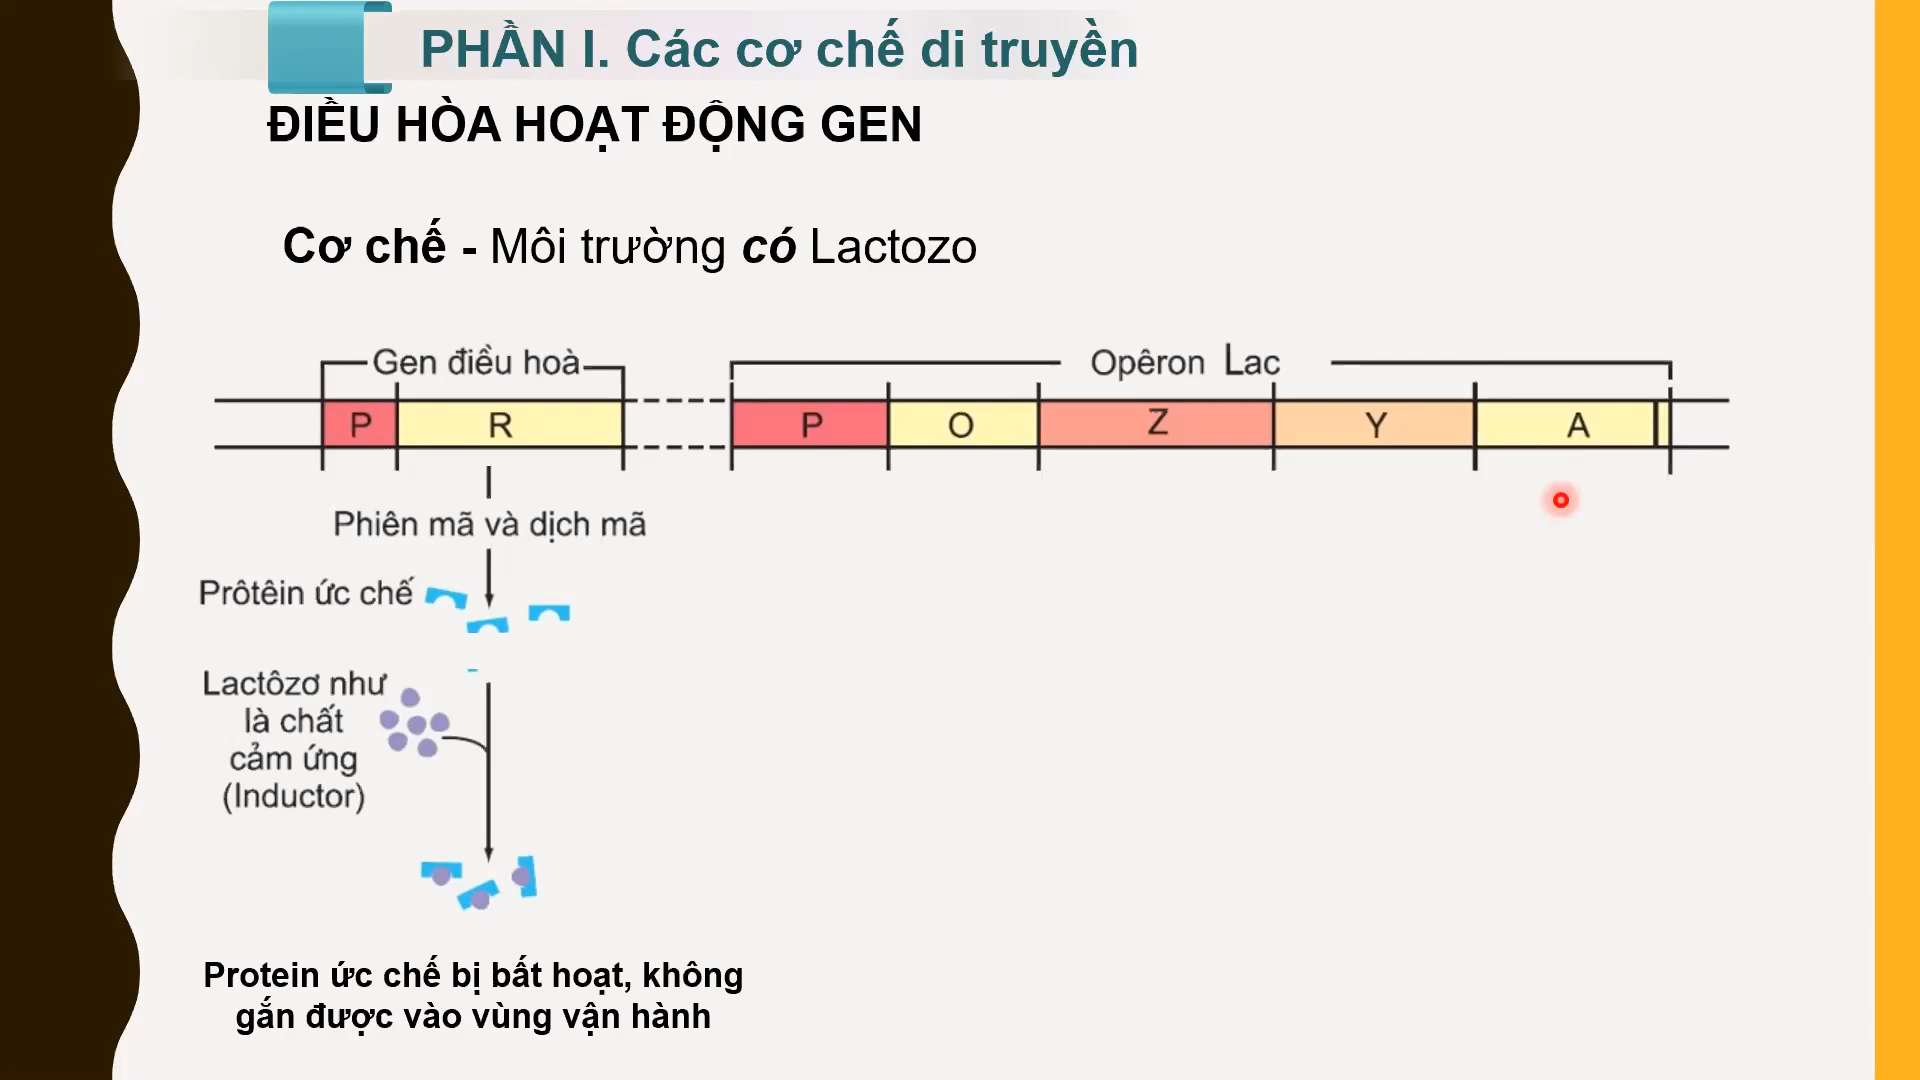 PHẦN I. Các cơ chế di truyền
ĐIỀU HÒA HOẠT ĐỘNG GEN
Cơ chế - Môi trường có Lactozo
Gen điều hoà
Opêron Lac
P R P O Z Y A
Phiên mã và dịch mã
Prôtêin ức chế
Lactôzơ như
là chất
cảm ứng
(Inductor)
Protein ức chế bị bất hoạt, không
gắn được vào vùng vận hành